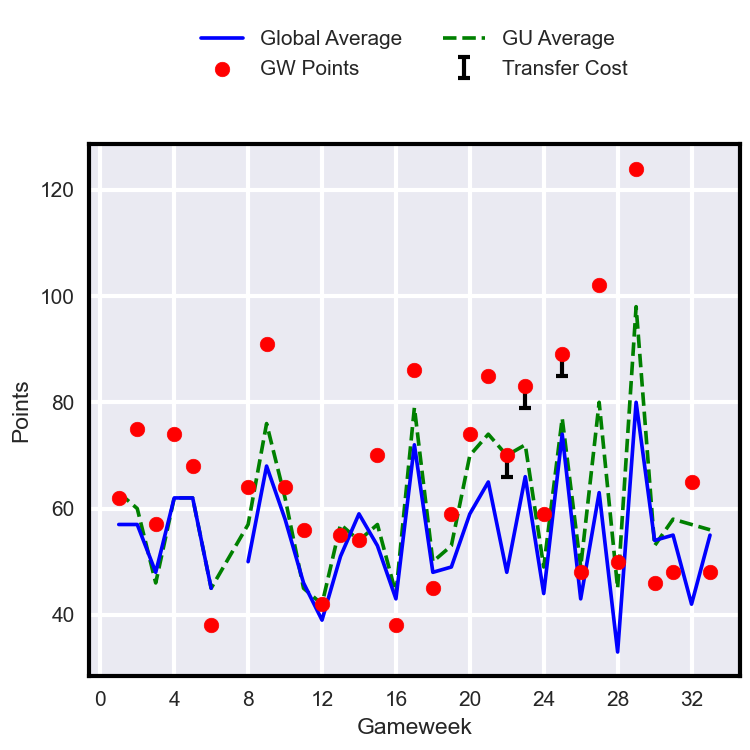 Global Average GU Average
GW Points Transfer Cost
120
100
80
60
40
Points
0 4 8 12 16 20 24 28 32
Gameweek